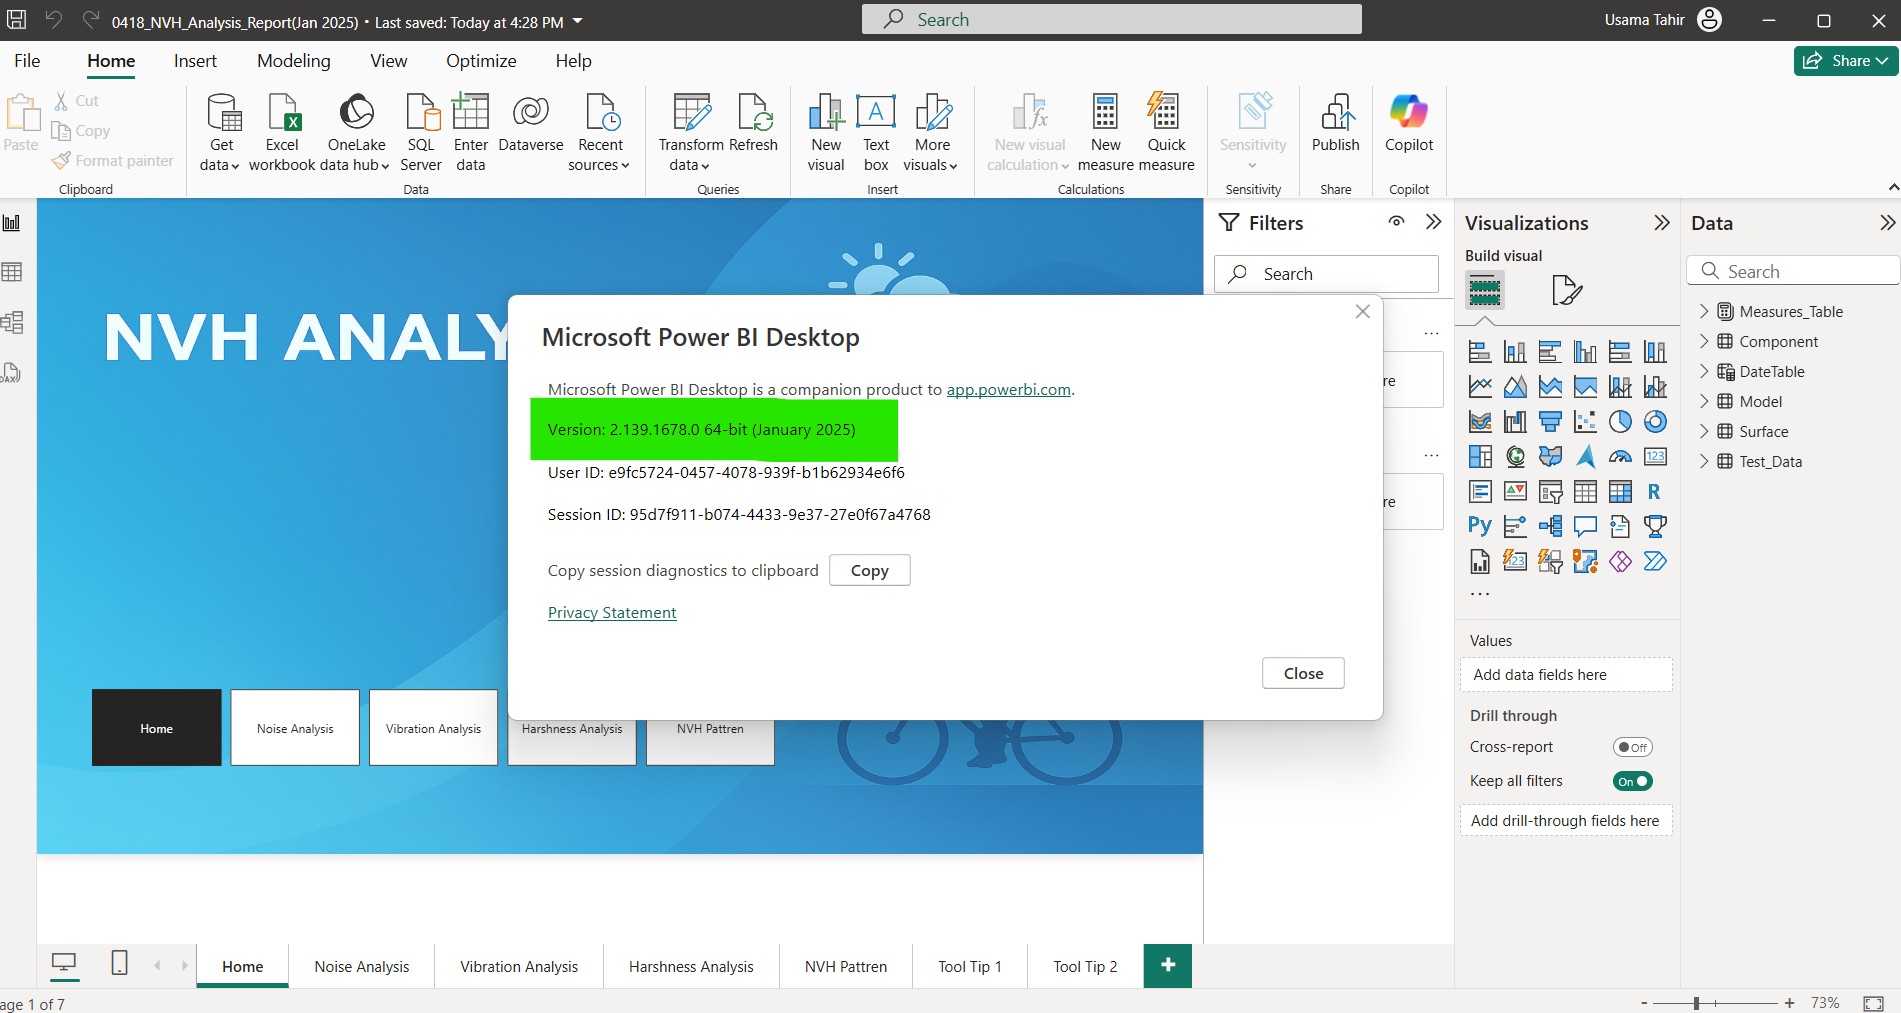 0418_NVH_Analysis_Report(Jan 2025) • Last saved: Today at 4:28 PM
Search
Usama Tahir
File Home Insert Modeling View Optimize Help
Share
Paste
Cut
Copy
Format painter
Clipboard
Get data
Excel workbook
OneLake data hub
SQL Server
Enter data
Dataverse
Recent sources
Data
Transform data
Refresh
Queries
New visual
Text box
More visuals
Insert
New visual calculation
New measure
Quick measure
Calculations
Sensitivity
Sensitivity
Publish
Share
Copilot
Copilot
NVH ANALY
Microsoft Power BI Desktop
Microsoft Power BI Desktop is a companion product to app.powerbi.com.
Version: 2.139.1678.0 64-bit (January 2025)
User ID: e9fc5724-0457-4078-939f-b1b62934e6f6
Session ID: 95d7f911-b074-4433-9e37-27e0f67a4768
Copy session diagnostics to clipboard Copy
Privacy Statement
Close
Home
Noise Analysis
Vibration Analysis
Harshness Analysis
NVH Pattren
Filters
Search
re
re
Visualizations
Build visual
123
R
Py
123
Values
Add data fields here
Drill through
Cross-report Off
Keep all filters On
Add drill-through fields here
Data
Search
Measures_Table
Component
DateTable
Model
Surface
Test_Data
DAX
Home Noise Analysis Vibration Analysis Harshness Analysis NVH Pattren Tool Tip 1 Tool Tip 2 +
age 1 of 7
- + 73%